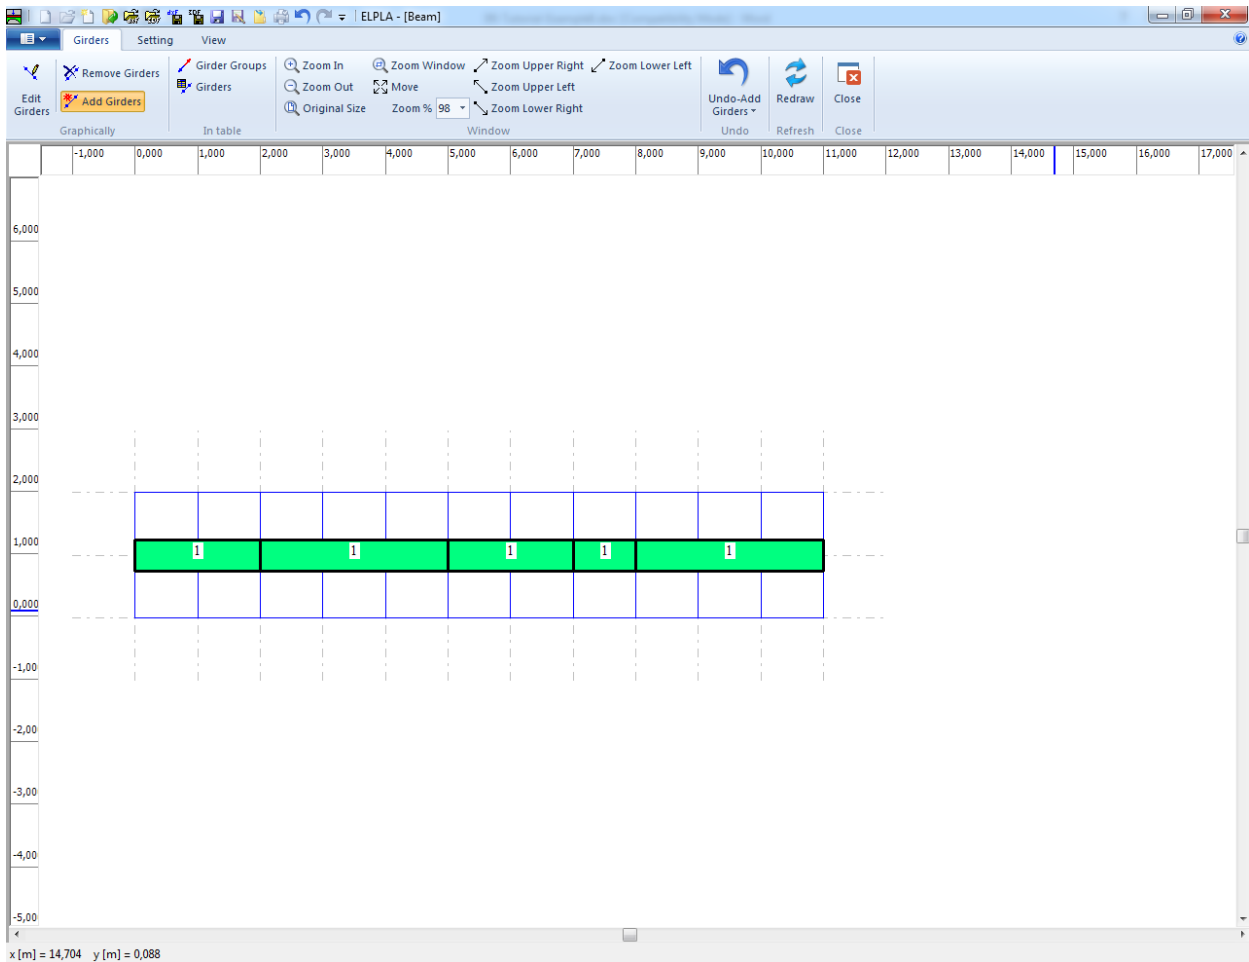 ELPLA - [Beam]
Girders Setting View
Remove Girders Girder Groups Zoom In Zoom Window Zoom Upper Right Zoom Lower Left
Edit Girders Add Girders Girders Zoom Out Move Zoom Upper Left Undo-Add Girders Redraw Close
Original Size Zoom % 98 Zoom Lower Right
Graphically In table Window Undo Refresh Close
-1,000 0,000 1,000 2,000 3,000 4,000 5,000 6,000 7,000 8,000 9,000 10,000 11,000 12,000 13,000 14,000 15,000 16,000 17,000
6,000
5,000
4,000
3,000
2,000
1,000
1 1 1 1 1
0,000
-1,00
-2,00
-3,00
-4,00
-5,00
x [m] = 14,704 y [m] = 0,088